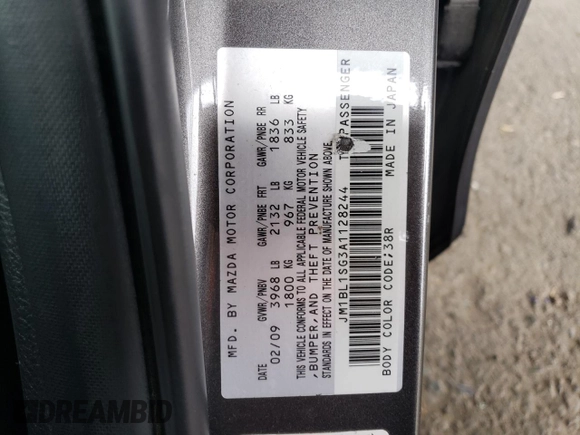 MFD. BY MAZDA MOTOR CORPORATION
DATE GVWR/PNBV GAWR/PNBE FRT GAWR/PNBE RR
02/09 3968 LB 2132 LB 1836 LB
1800 KG 967 KG 833 KG
THIS VEHICLE CONFORMS TO ALL APPLICABLE FEDERAL MOTOR VEHICLE SAFETY
,BUMPER,AND THEFT PREVENTION
STANDARDS IN EFFECT ON THE DATE OF MANUFACTURE SHOWN ABOVE.
JM1BL1SG3A1128244 PASSENGER
BODY COLOR CODE;38R MADE IN JAPAN
DREAMBID